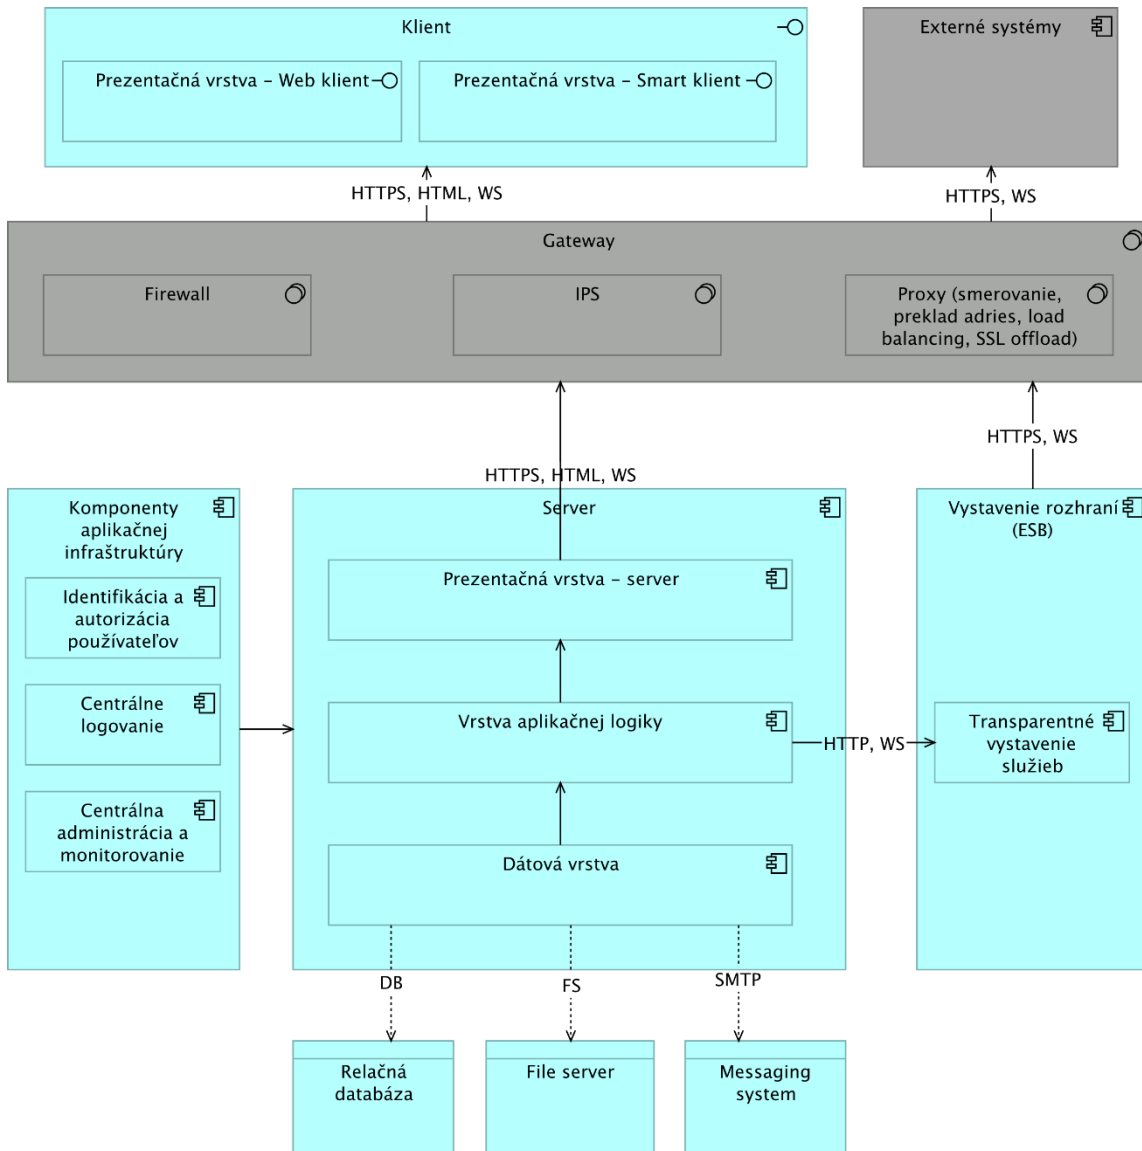 Klient
Prezentačná vrstva – Web klient
Prezentačná vrstva – Smart klient
Externé systémy
HTTPS, HTML, WS
HTTPS, WS
Gateway
Firewall
IPS
Proxy (smerovanie,
preklad adries, load
balancing, SSL offload)
HTTPS, WS
HTTPS, HTML, WS
Komponenty
aplikačnej
infraštruktúry
Identifikácia a
autorizácia
používateľov
Centrálne
logovanie
Centrálna
administrácia a
monitorovanie
Server
Prezentačná vrstva – server
Vrstva aplikačnej logiky
Dátová vrstva
HTTP, WS
Vystavenie rozhraní
(ESB)
Transparentné
vystavenie
služieb
DB
FS
SMTP
Relačná
databáza
File server
Messaging
system